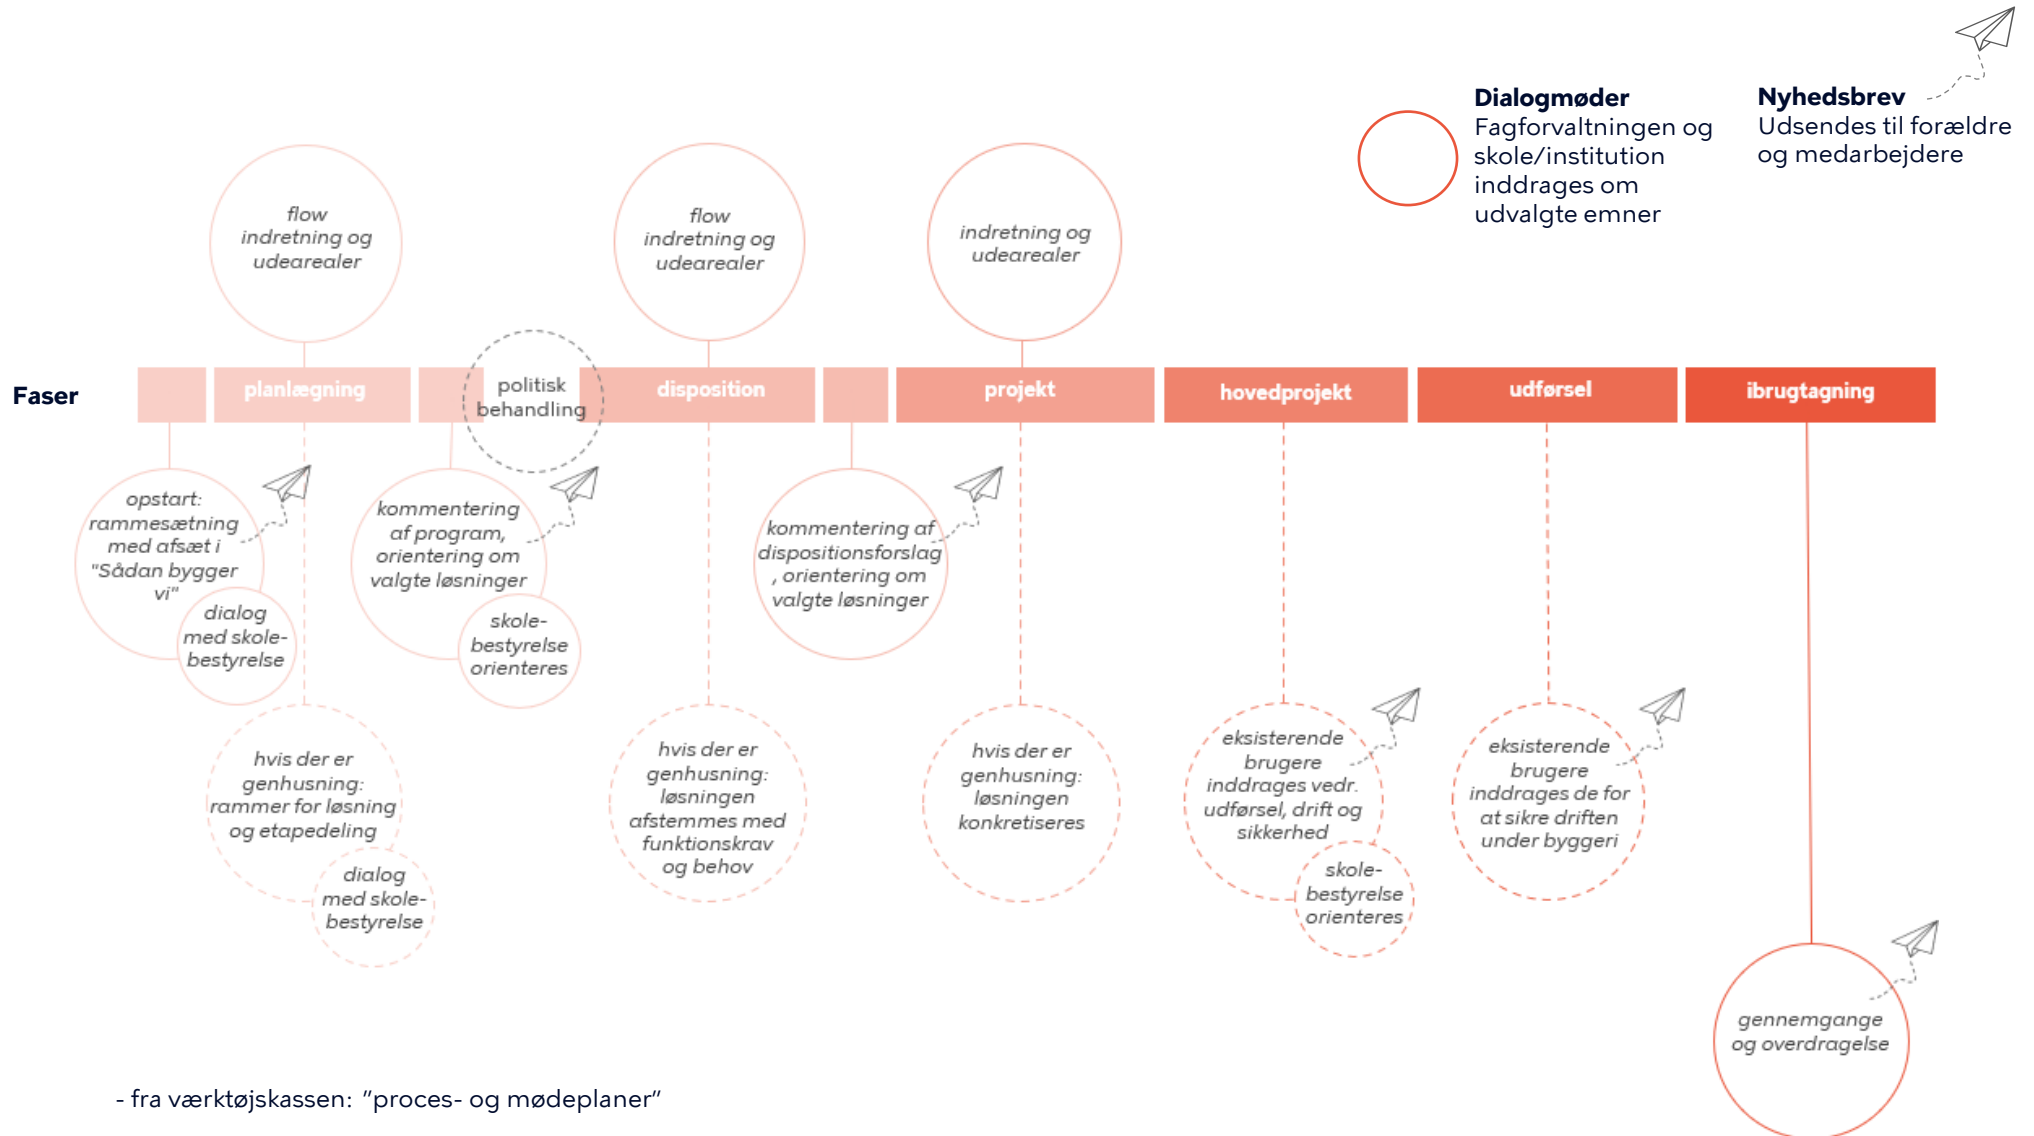 Dialogmøder
Fagforvaltningen og
skole/institution
inddrages om
udvalgte emner
Nyhedsbrev
Udsendes til forældre
og medarbejdere
flow
indretning og
udearealer
flow
indretning og
udearealer
indretning og
udearealer
Faser
planlægning
politisk
behandling
disposition
projekt
hovedprojekt
udførsel
ibrugtagning
opstart:
rammesætning
med afsæt i
"Sådan bygger
vi"
dialog
med skole-
bestyrelse
kommentering
af program,
orientering om
valgte løsninger
skole-
bestyrelse
orienteres
kommentering af
dispositionsforslag
, orientering om
valgte løsninger
hvis der er
genhusning:
rammer for løsning
og etapedeling
dialog
med skole-
bestyrelse
hvis der er
genhusning:
løsningen
afstemmes med
funktionskrav
og behov
hvis der er
genhusning:
løsningen
konkretiseres
eksisterende
brugere
inddrages vedr.
udførsel, drift og
sikkerhed
skole-
bestyrelse
orienteres
eksisterende
brugere
inddrages de for
at sikre driften
under byggeri
gennemgange
og overdragelse
- fra værktøjskassen: ”proces- og mødeplaner”